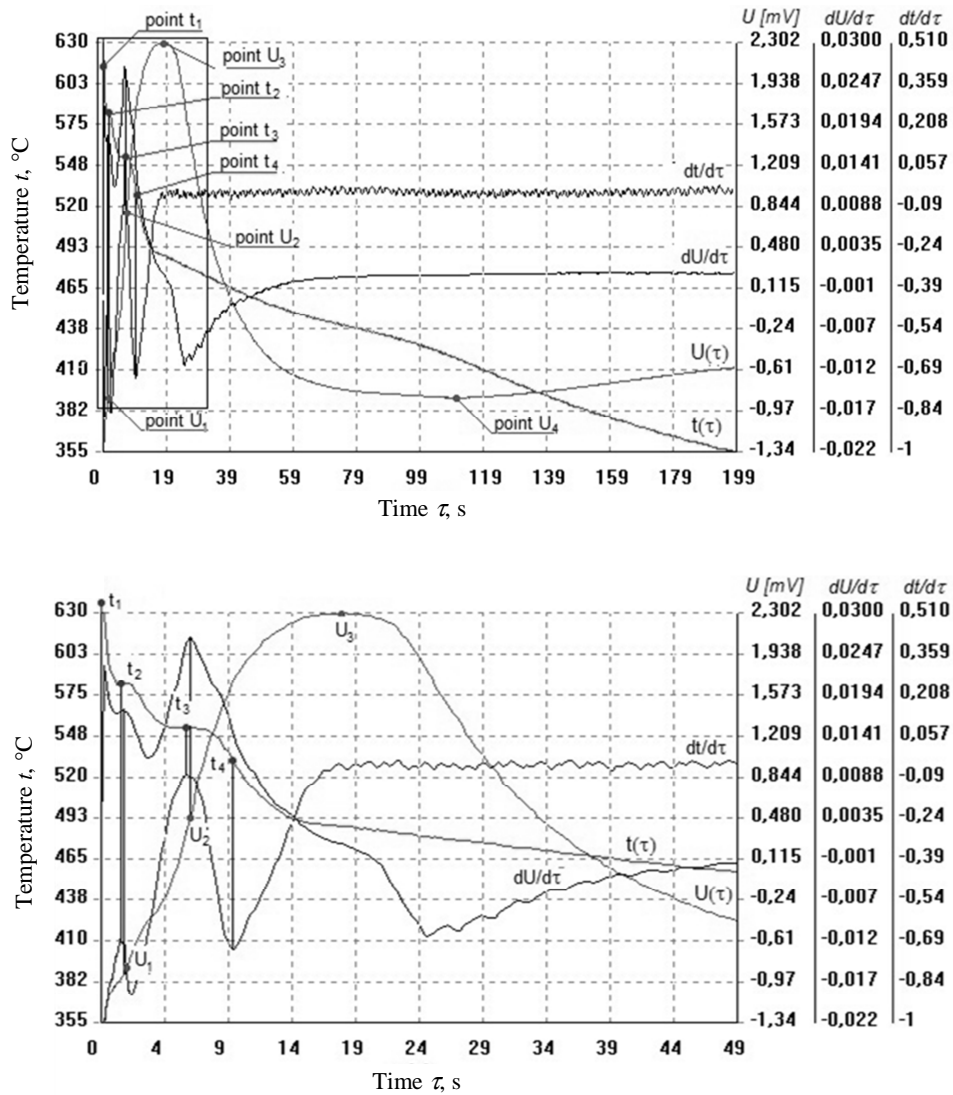 U [mV] dU/dτ dt/dτ
630 point t1 2,302 0,0300 0,510
point U3
603 1,938 0,0247 0,359
point t2
575 1,573 0,0194 0,208
point t3
548 1,209 0,0141 0,057
point t4 dt/dτ
520 0,844 0,0088 -0,09
point U2
493 0,480 0,0035 -0,24
dU/dτ
465 0,115 -0,001 -0,39
438 -0,24 -0,007 -0,54
U(τ)
410 -0,61 -0,012 -0,69
382 -0,97 -0,017 -0,84
point U1 point U4 t(τ)
355 -1,34 -0,022 -1
Temperature t, °C
0 19 39 59 79 99 119 139 159 179 199
Time τ, s
U [mV] dU/dτ dt/dτ
t1
630 2,302 0,0300 0,510
U3
603 1,938 0,0247 0,359
t2
575 1,573 0,0194 0,208
t3
548 1,209 0,0141 0,057
t4 dt/dτ
520 0,844 0,0088 -0,09
493 0,480 0,0035 -0,24
U2
t(τ)
465 0,115 -0,001 -0,39
dU/dτ
438 U(τ) -0,24 -0,007 -0,54
410 -0,61 -0,012 -0,69
U1
382 -0,97 -0,017 -0,84
355 -1,34 -0,022 -1
Temperature t, °C
0 4 9 14 19 24 29 34 39 44 49
Time τ, s